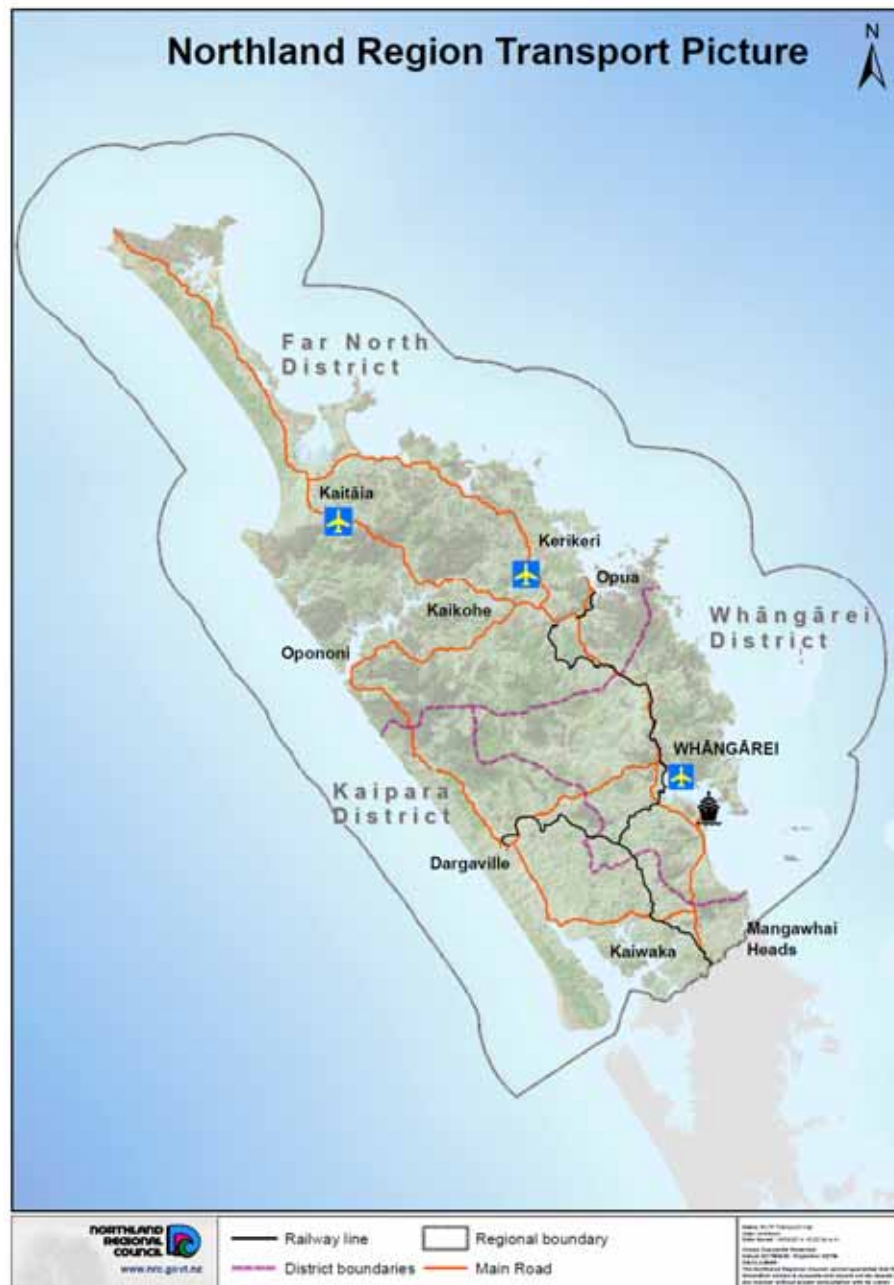 Northland Region Transport Picture
N
Far North
District
Kaitāia
Kerikeri
Opua
Kaikohe
Whāngārei
District
Opononi
WHĀNGĀREI
Kaipara
District
Dargaville
Mangawhai
Heads
Kaiwaka
NORTHLAND
REGIONAL
COUNCIL
www.nrc.govt.nz
Railway line
Regional boundary
District boundaries
Main Road